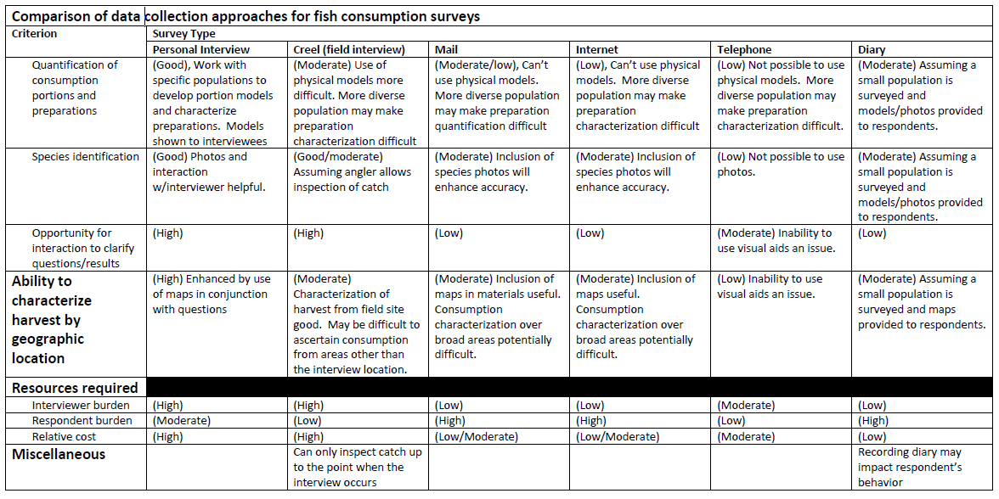 Comparison of data collection approaches for fish consumption surveys
Criterion
Survey Type
Personal Interview
Creel (field interview)
Mail
Internet
Telephone
Diary
Quantification of
consumption
portions and
preparations
(Good), Work with
specific populations to
develop portion models
and characterize
preparations.  Models
shown to interviewees
(Moderate) Use of
physical models more
difficult. More diverse
population may make
preparation
characterization difficult
(Moderate/low), Can't
use physical models.
More diverse population
may make preparation
quantification difficult
(Low), Can't use physical
models.  More diverse
population may make
preparation
characterization difficult
(Low) Not possible to use
physical models.  More
diverse population may
make preparation
characterization difficult.
(Moderate) Assuming a
small population is
surveyed and
models/photos provided
to respondents.
Species identification
(Good) Photos and
interaction
w/interviewer helpful.
(Good/moderate)
Assuming angler allows
inspection of catch
(Moderate) Inclusion of
species photos will
enhance accuracy.
(Moderate) Inclusion of
species photos will
enhance accuracy.
(Low) Not possible to use
photos.
(Moderate) Assuming a
small population is
surveyed and
models/photos provided
to respondents.
Opportunity for
interaction to clarify
questions/results
(High)
(High)
(Low)
(Low)
(Moderate) Inability to
use visual aids an issue.
(Low)
Ability to
characterize
harvest by
geographic
location
(High) Enhanced by use
of maps in conjunction
with questions
(Moderate)
Characterization of
harvest from field site
good.  May be difficult to
ascertain consumption
from areas other than
the interview location.
(Moderate) Inclusion of
maps in materials useful.
Consumption
characterization over
broad areas potentially
difficult.
(Moderate) Inclusion of
maps useful.
Consumption
characterization over
broad areas potentially
difficult.
(Low) Inability to use
visual aids an issue.
(Moderate) Assuming a
small population is
surveyed and maps
provided to respondents.
Resources required
Interviewer burden
(High)
(High)
(Low)
(Low)
(Moderate)
(Low)
Respondent burden
(Moderate)
(Low)
(High)
(High)
(Low)
(High)
Relative cost
(High)
(High)
(Low/Moderate)
(Low/Moderate)
(Moderate)
(Low)
Miscellaneous
Can only inspect catch up
to the point when the
interview occurs
Recording diary may
impact respondent's
behavior